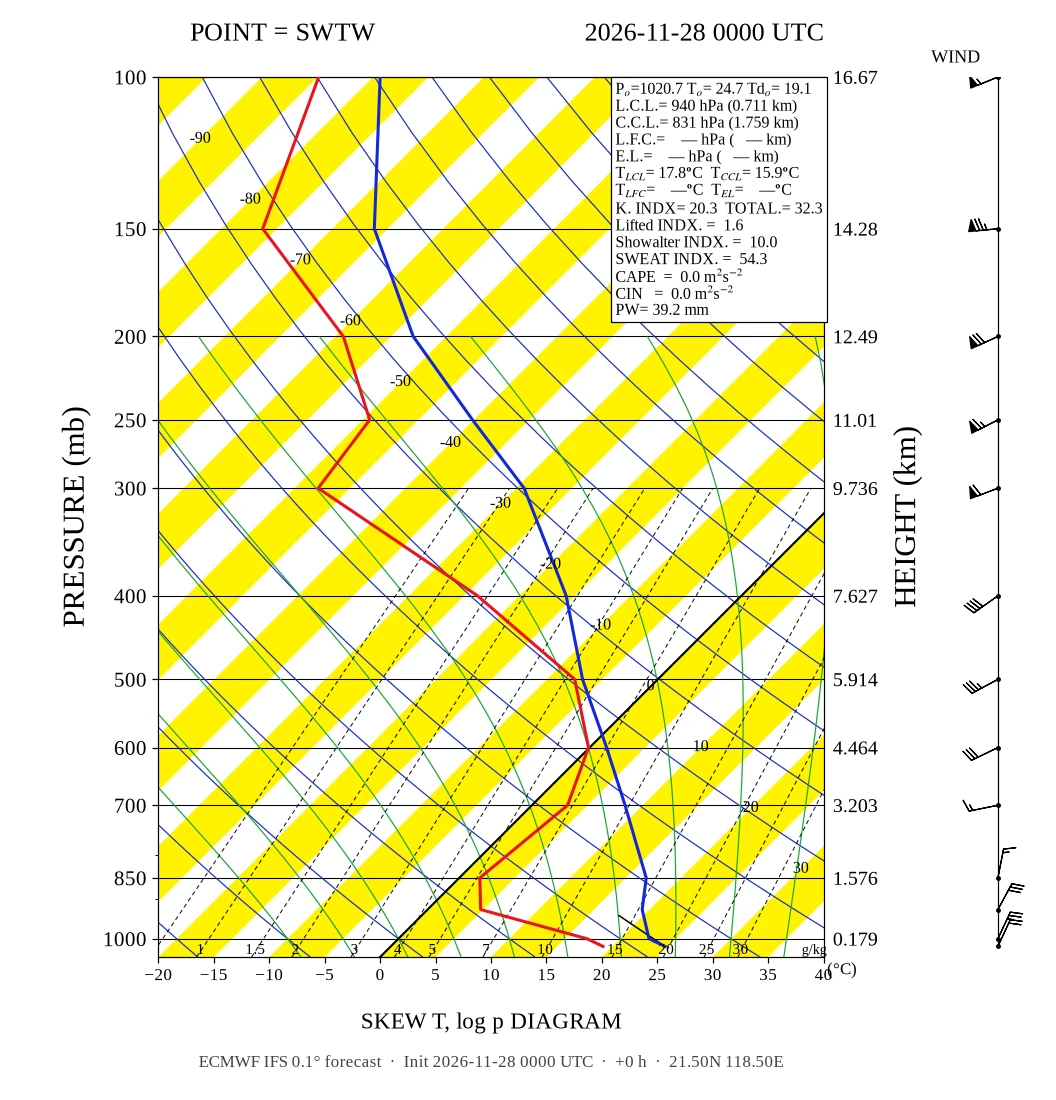 POINT = SWTW
2026-11-28 0000 UTC
WIND
Pₒ=1020.7 Tₒ= 24.7 Tdₒ= 19.1
L.C.L.= 940 hPa (0.711 km)
C.C.L.= 831 hPa (1.759 km)
L.F.C.= — hPa ( — km)
E.L.= — hPa ( — km)
T_LCL= 17.8°C T_CCL= 15.9°C
T_LFC= —°C T_EL= —°C
K. INDX= 20.3 TOTAL.= 32.3
Lifted INDX. = 1.6
Showalter INDX. = 10.0
SWEAT INDX. = 54.3
CAPE = 0.0 m²s⁻²
CIN = 0.0 m²s⁻²
PW= 39.2 mm
100
150
200
250
300
400
500
600
700
850
1000
PRESSURE (mb)
-90
-80
-70
-60
-50
-40
-30
-20
-10
0
10
20
30
16.67
14.28
12.49
11.01
9.736
7.627
5.914
4.464
3.203
1.576
0.179
HEIGHT (km)
1 1.5 2 3 4 5 7 10 15 20 25 30 g/kg
−20 −15 −10 −5 0 5 10 15 20 25 30 35 40 (°C)
SKEW T, log p DIAGRAM
ECMWF IFS 0.1° forecast · Init 2026-11-28 0000 UTC · +0 h · 21.50N 118.50E